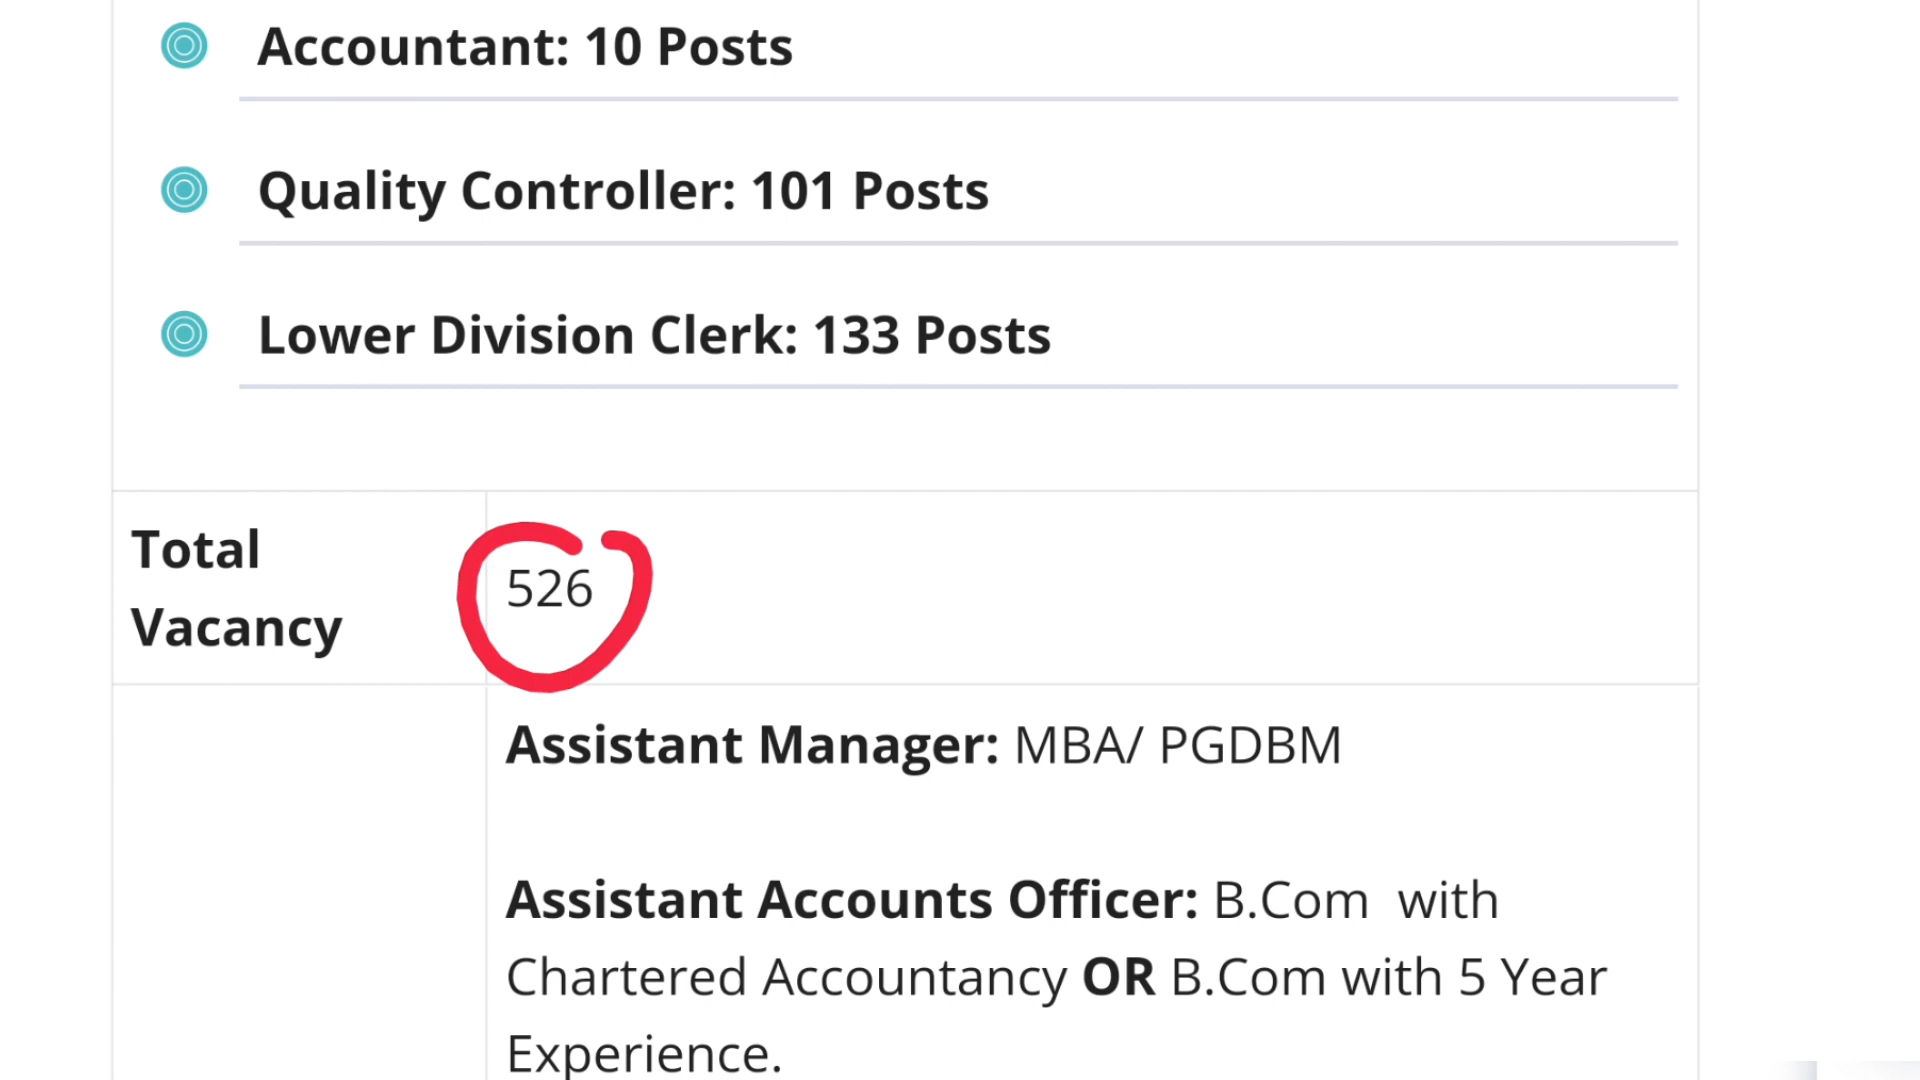 Accountant: 10 Posts
Quality Controller: 101 Posts
Lower Division Clerk: 133 Posts
Total
Vacancy
526
Assistant Manager: MBA/ PGDBM
Assistant Accounts Officer: B.Com with
Chartered Accountancy OR B.Com with 5 Year
Experience.